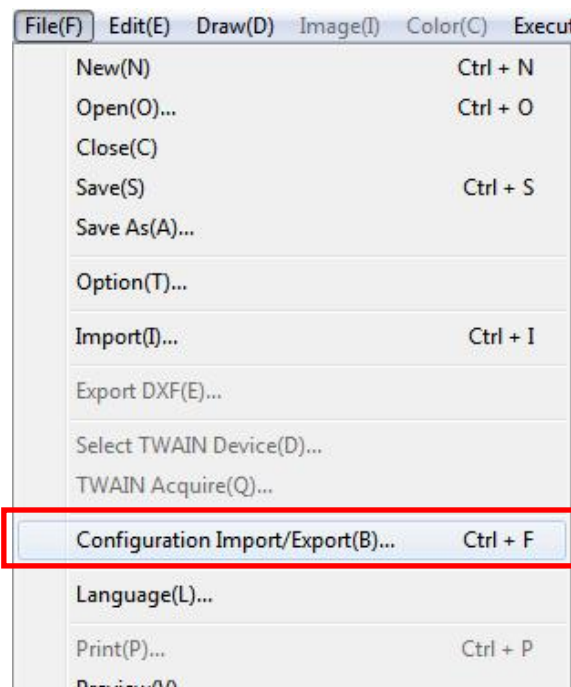 File(F) Edit(E) Draw(D) Image(I) Color(C) Execut
New(N) Ctrl + N
Open(O)... Ctrl + O
Close(C)
Save(S) Ctrl + S
Save As(A)...
Option(T)...
Import(I)... Ctrl + I
Export DXF(E)...
Select TWAIN Device(D)...
TWAIN Acquire(Q)...
Configuration Import/Export(B)... Ctrl + F
Language(L)...
Print(P)... Ctrl + P